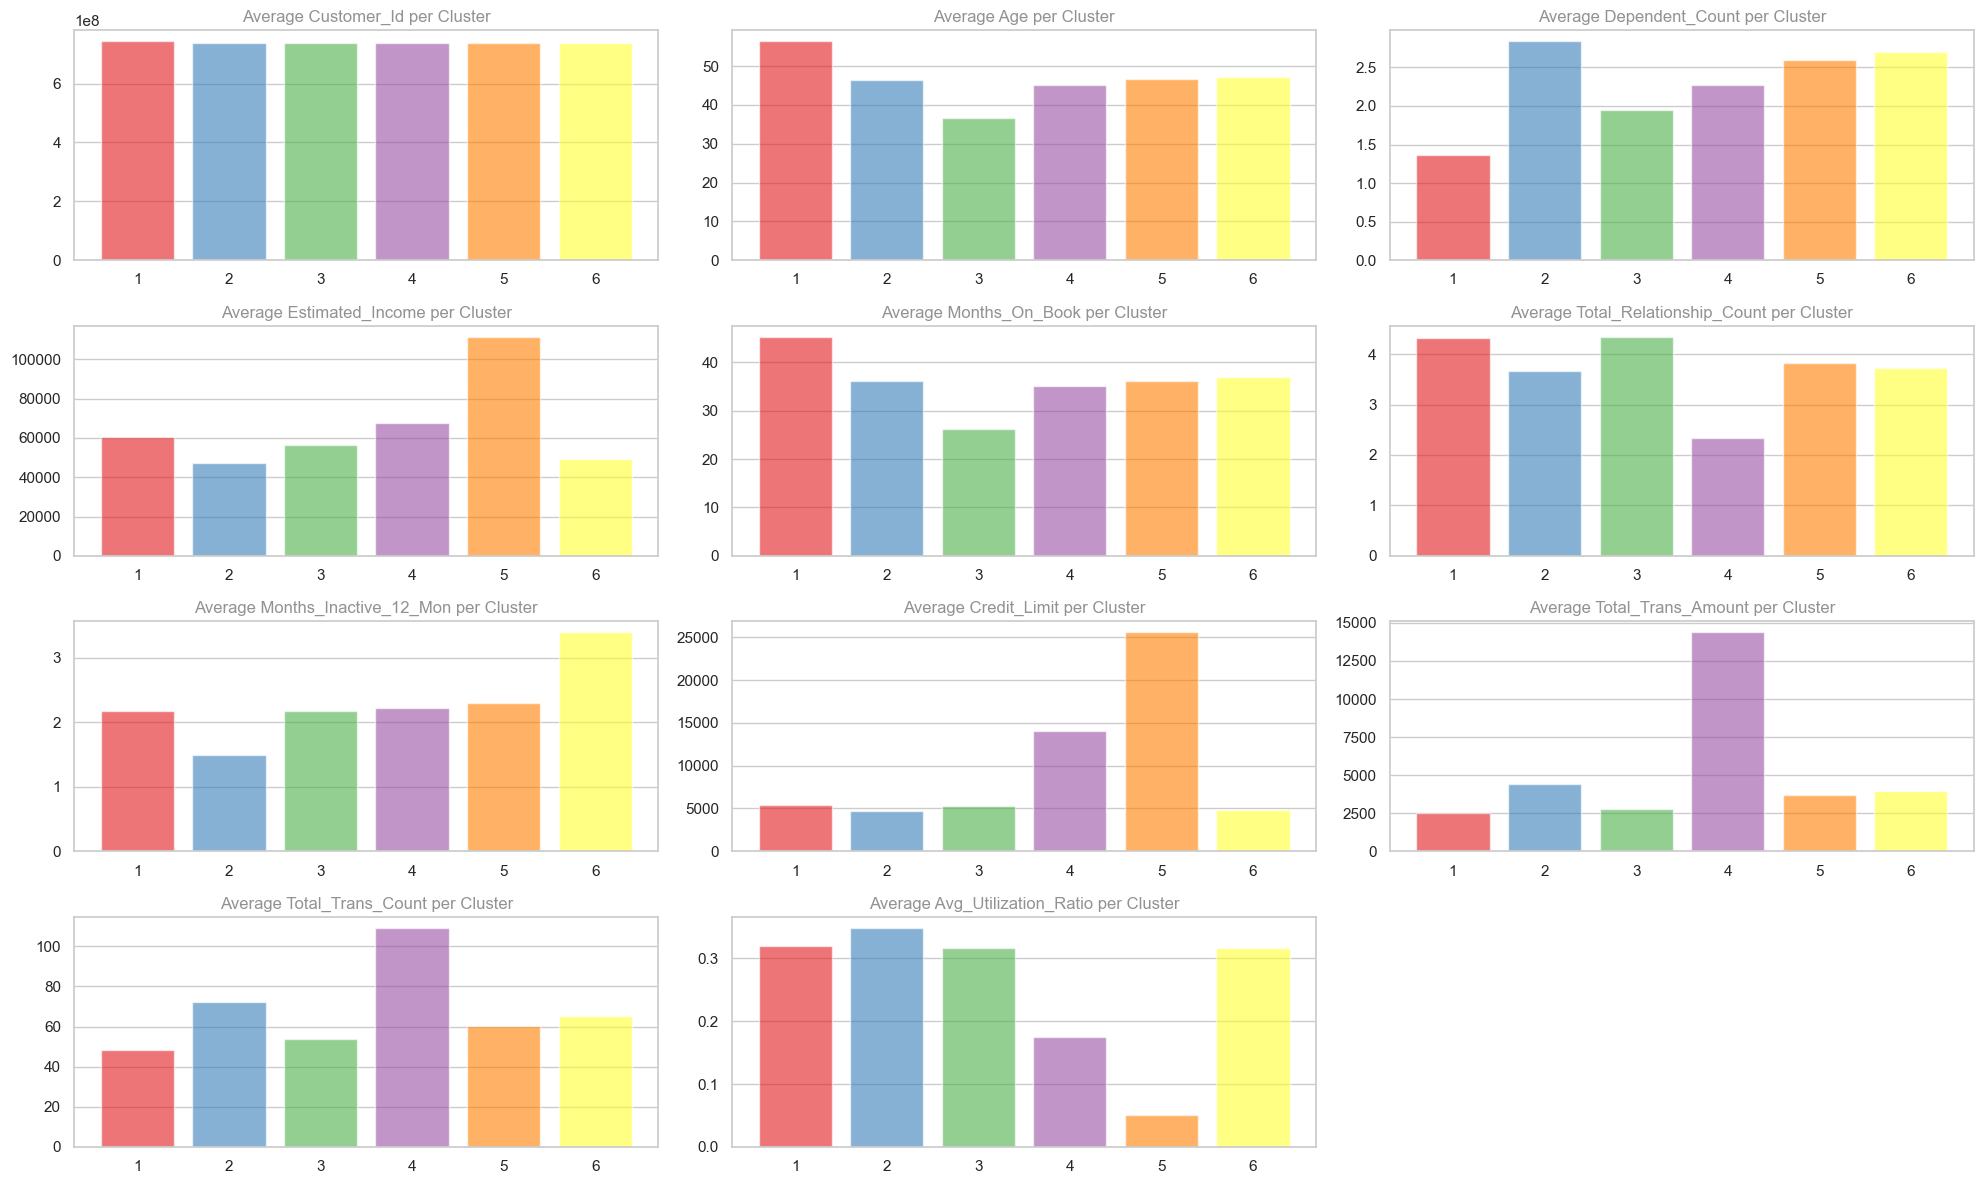 Average Customer_Id per Cluster
1e8
6
4
2
0
1 2 3 4 5 6
Average Age per Cluster
50
40
30
20
10
0
1 2 3 4 5 6
Average Dependent_Count per Cluster
2.5
2.0
1.5
1.0
0.5
0.0
1 2 3 4 5 6
Average Estimated_Income per Cluster
100000
80000
60000
40000
20000
0
1 2 3 4 5 6
Average Months_On_Book per Cluster
40
30
20
10
0
1 2 3 4 5 6
Average Total_Relationship_Count per Cluster
4
3
2
1
0
1 2 3 4 5 6
Average Months_Inactive_12_Mon per Cluster
3
2
1
0
1 2 3 4 5 6
Average Credit_Limit per Cluster
25000
20000
15000
10000
5000
0
1 2 3 4 5 6
Average Total_Trans_Amount per Cluster
15000
12500
10000
7500
5000
2500
0
1 2 3 4 5 6
Average Total_Trans_Count per Cluster
100
80
60
40
20
0
1 2 3 4 5 6
Average Avg_Utilization_Ratio per Cluster
0.3
0.2
0.1
0.0
1 2 3 4 5 6